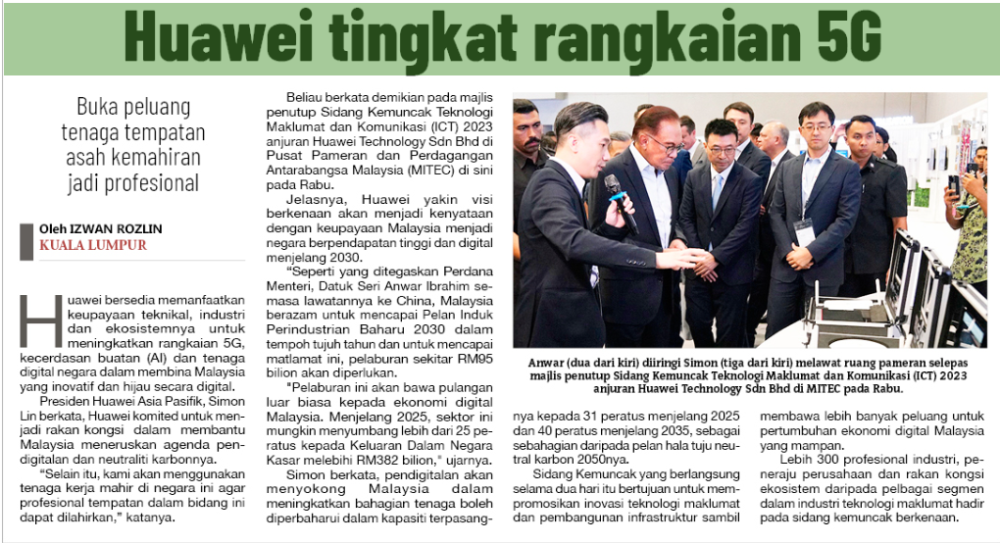 Huawei tingkat rangkaian 5G
Buka peluang
tenaga tempatan
asah kemahiran
jadi profesional
Oleh IZWAN ROZLIN
KUALA LUMPUR
Huawei bersedia memanfaatkan
keupayaan teknikal, industri
dan ekosistemnya untuk
meningkatkan rangkaian 5G,
kecerdasan buatan (AI) dan tenaga
digital negara dalam membina Malaysia
yang inovatif dan hijau secara digital.
Presiden Huawei Asia Pasifik, Simon
Lin berkata, Huawei komited untuk men-
jadi rakan kongsi dalam membantu
Malaysia meneruskan agenda pen-
digitalan dan neutraliti karbonnya.
“Selain itu, kami akan menggunakan
tenaga kerja mahir di negara ini agar
profesional tempatan dalam bidang ini
dapat dilahirkan,” katanya.
Beliau berkata demikian pada majlis
penutup Sidang Kemuncak Teknologi
Maklumat dan Komunikasi (ICT) 2023
anjuran Huawei Technology Sdn Bhd di
Pusat Pameran dan Perdagangan
Antarabangsa Malaysia (MITEC) di sini
pada Rabu.
Jelasnya, Huawei yakin visi
berkenaan akan menjadi kenyataan
dengan keupayaan Malaysia menjadi
negara berpendapatan tinggi dan digital
menjelang 2030.
“Seperti yang ditegaskan Perdana
Menteri, Datuk Seri Anwar Ibrahim se-
masa lawatannya ke China, Malaysia
berazam untuk mencapai Pelan Induk
Perindustrian Baharu 2030 dalam
tempoh tujuh tahun dan untuk mencapai
matlamat ini, pelaburan sekitar RM95
bilion akan diperlukan.
"Pelaburan ini akan bawa pulangan
luar biasa kepada ekonomi digital
Malaysia. Menjelang 2025, sektor ini
mungkin menyumbang lebih dari 25 pe-
ratus kepada Keluaran Dalam Negara
Kasar melebihi RM382 bilion," ujarnya.
Simon berkata, pendigitalan akan
menyokong Malaysia dalam
meningkatkan bahagian tenaga boleh
diperbaharui dalam kapasiti terpasang-
Anwar (dua dari kiri) diiringi Simon (tiga dari kiri) melawat ruang pameran selepas
majlis penutup Sidang Kemuncak Teknologi Maklumat dan Komunikasi (ICT) 2023
anjuran Huawei Technology Sdn Bhd di MITEC pada Rabu.
nya kepada 31 peratus menjelang 2025
dan 40 peratus menjelang 2035, sebagai
sebahagian daripada pelan hala tuju neu-
tral karbon 2050nya.
Sidang Kemuncak yang berlangsung
selama dua hari itu bertujuan untuk mem-
promosikan inovasi teknologi maklumat
dan pembangunan infrastruktur sambil
membawa lebih banyak peluang untuk
pertumbuhan ekonomi digital Malaysia
yang mampan.
Lebih 300 profesional industri, pe-
neraju perusahaan dan rakan kongsi
ekosistem daripada pelbagai segmen
dalam industri teknologi maklumat hadir
pada sidang kemuncak berkenaan.